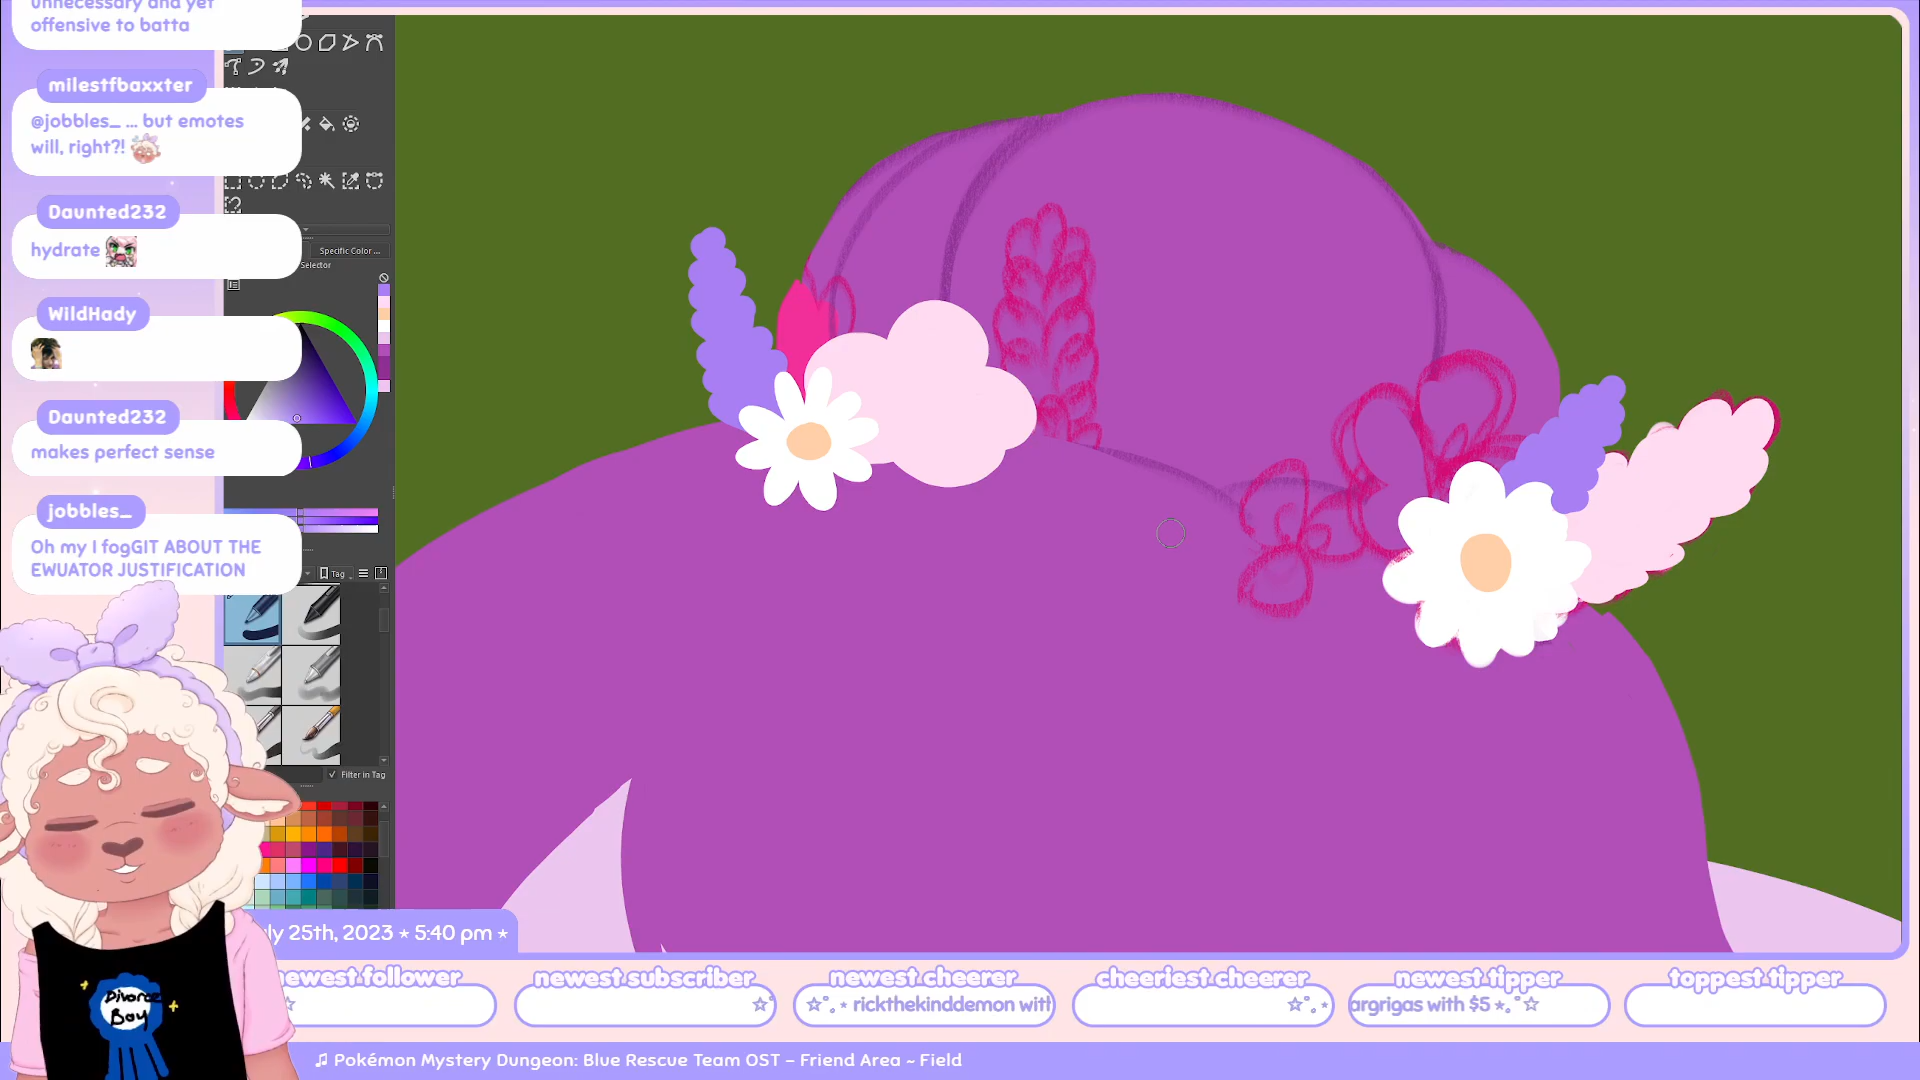 unnecessary and yet
offensive to batta
milestfbaxxter
@jobbles_ ... but emotes
will, right?!
Daunted232
hydrate
WildHady
Daunted232
makes perfect sense
jobbles_
Oh my I fogGIT ABOUT THE
EWUATOR JUSTIFICATION
Specific Color ...
Selector
Tag
Filter in Tag
ly 25th, 2023 ⋆ 5:40 pm ⋆
Divorce
Boy
newest follower
newest subscriber
newest cheerer
cheeriest cheerer
newest tipper
toppest tipper
rickthekinddemon with
argrigas with $5
♫ Pokémon Mystery Dungeon: Blue Rescue Team OST - Friend Area ~ Field